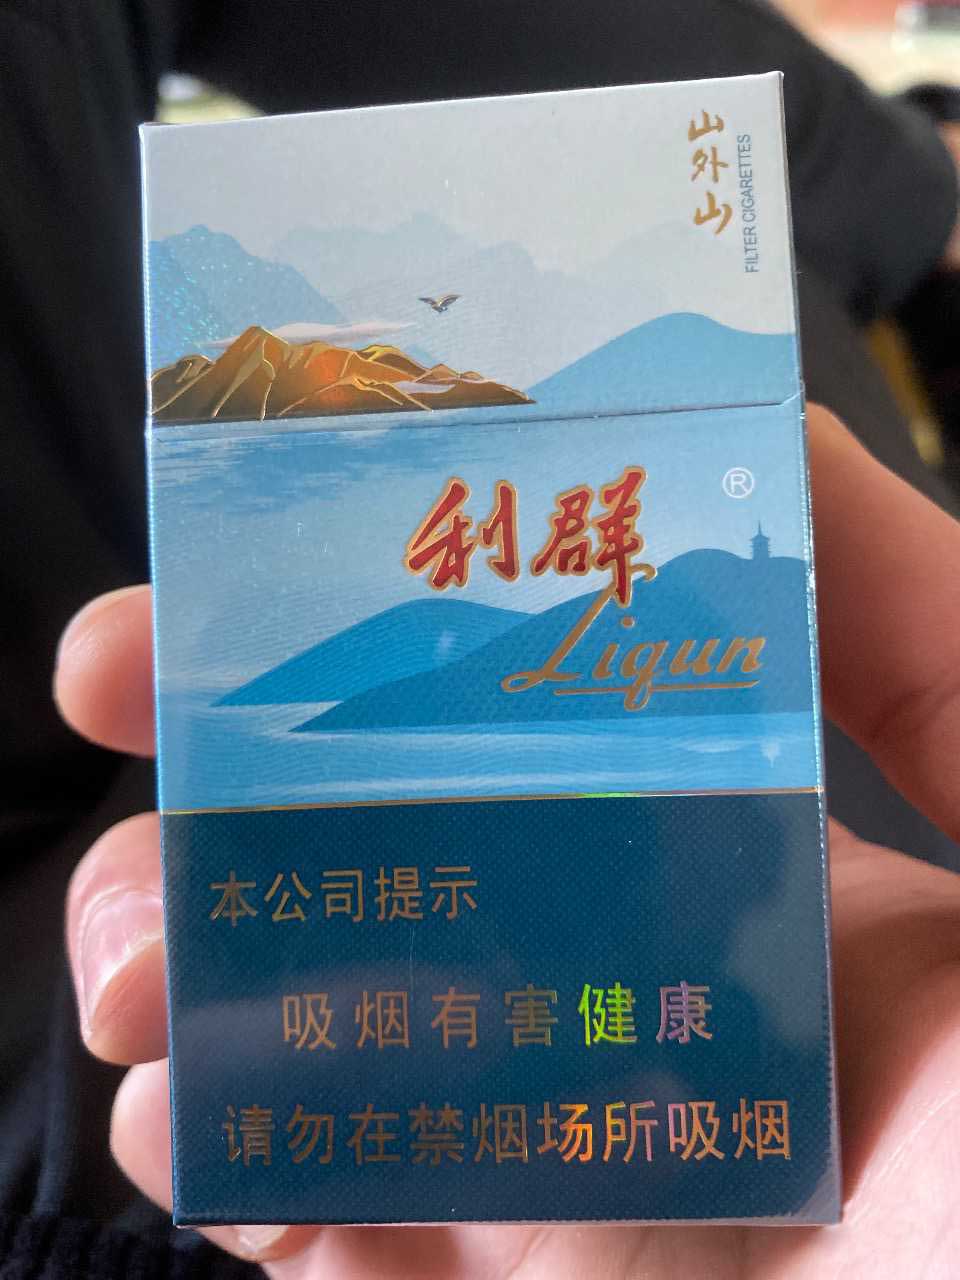 山外山
FILTER CIGARETTES
利群
®
Liqun
本公司提示
吸烟有害健康
请勿在禁烟场所吸烟